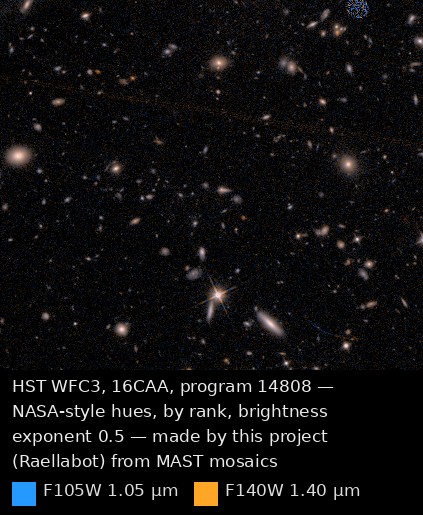 HST WFC3, 16CAA, program 14808 —
NASA-style hues, by rank, brightness
exponent 0.5 — made by this project
(Raellabot) from MAST mosaics
F105W 1.05 µm F140W 1.40 µm